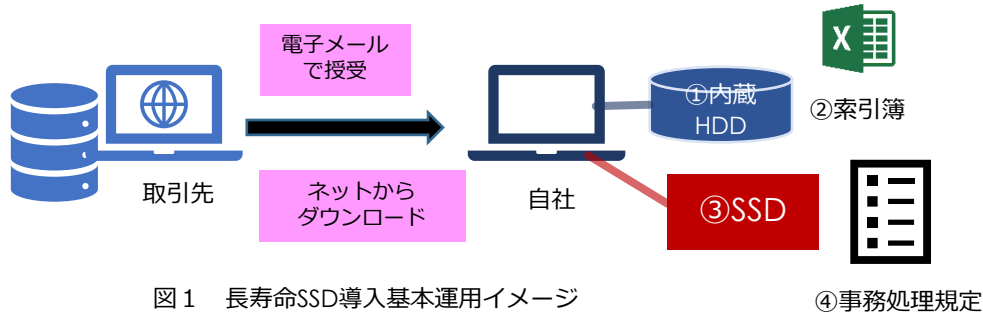 電子メール
で授受
X
①内蔵
HDD
②索引簿
取引先
ネットから
ダウンロード
自社
③SSD
図１　長寿命SSD導入基本運用イメージ
④事務処理規定